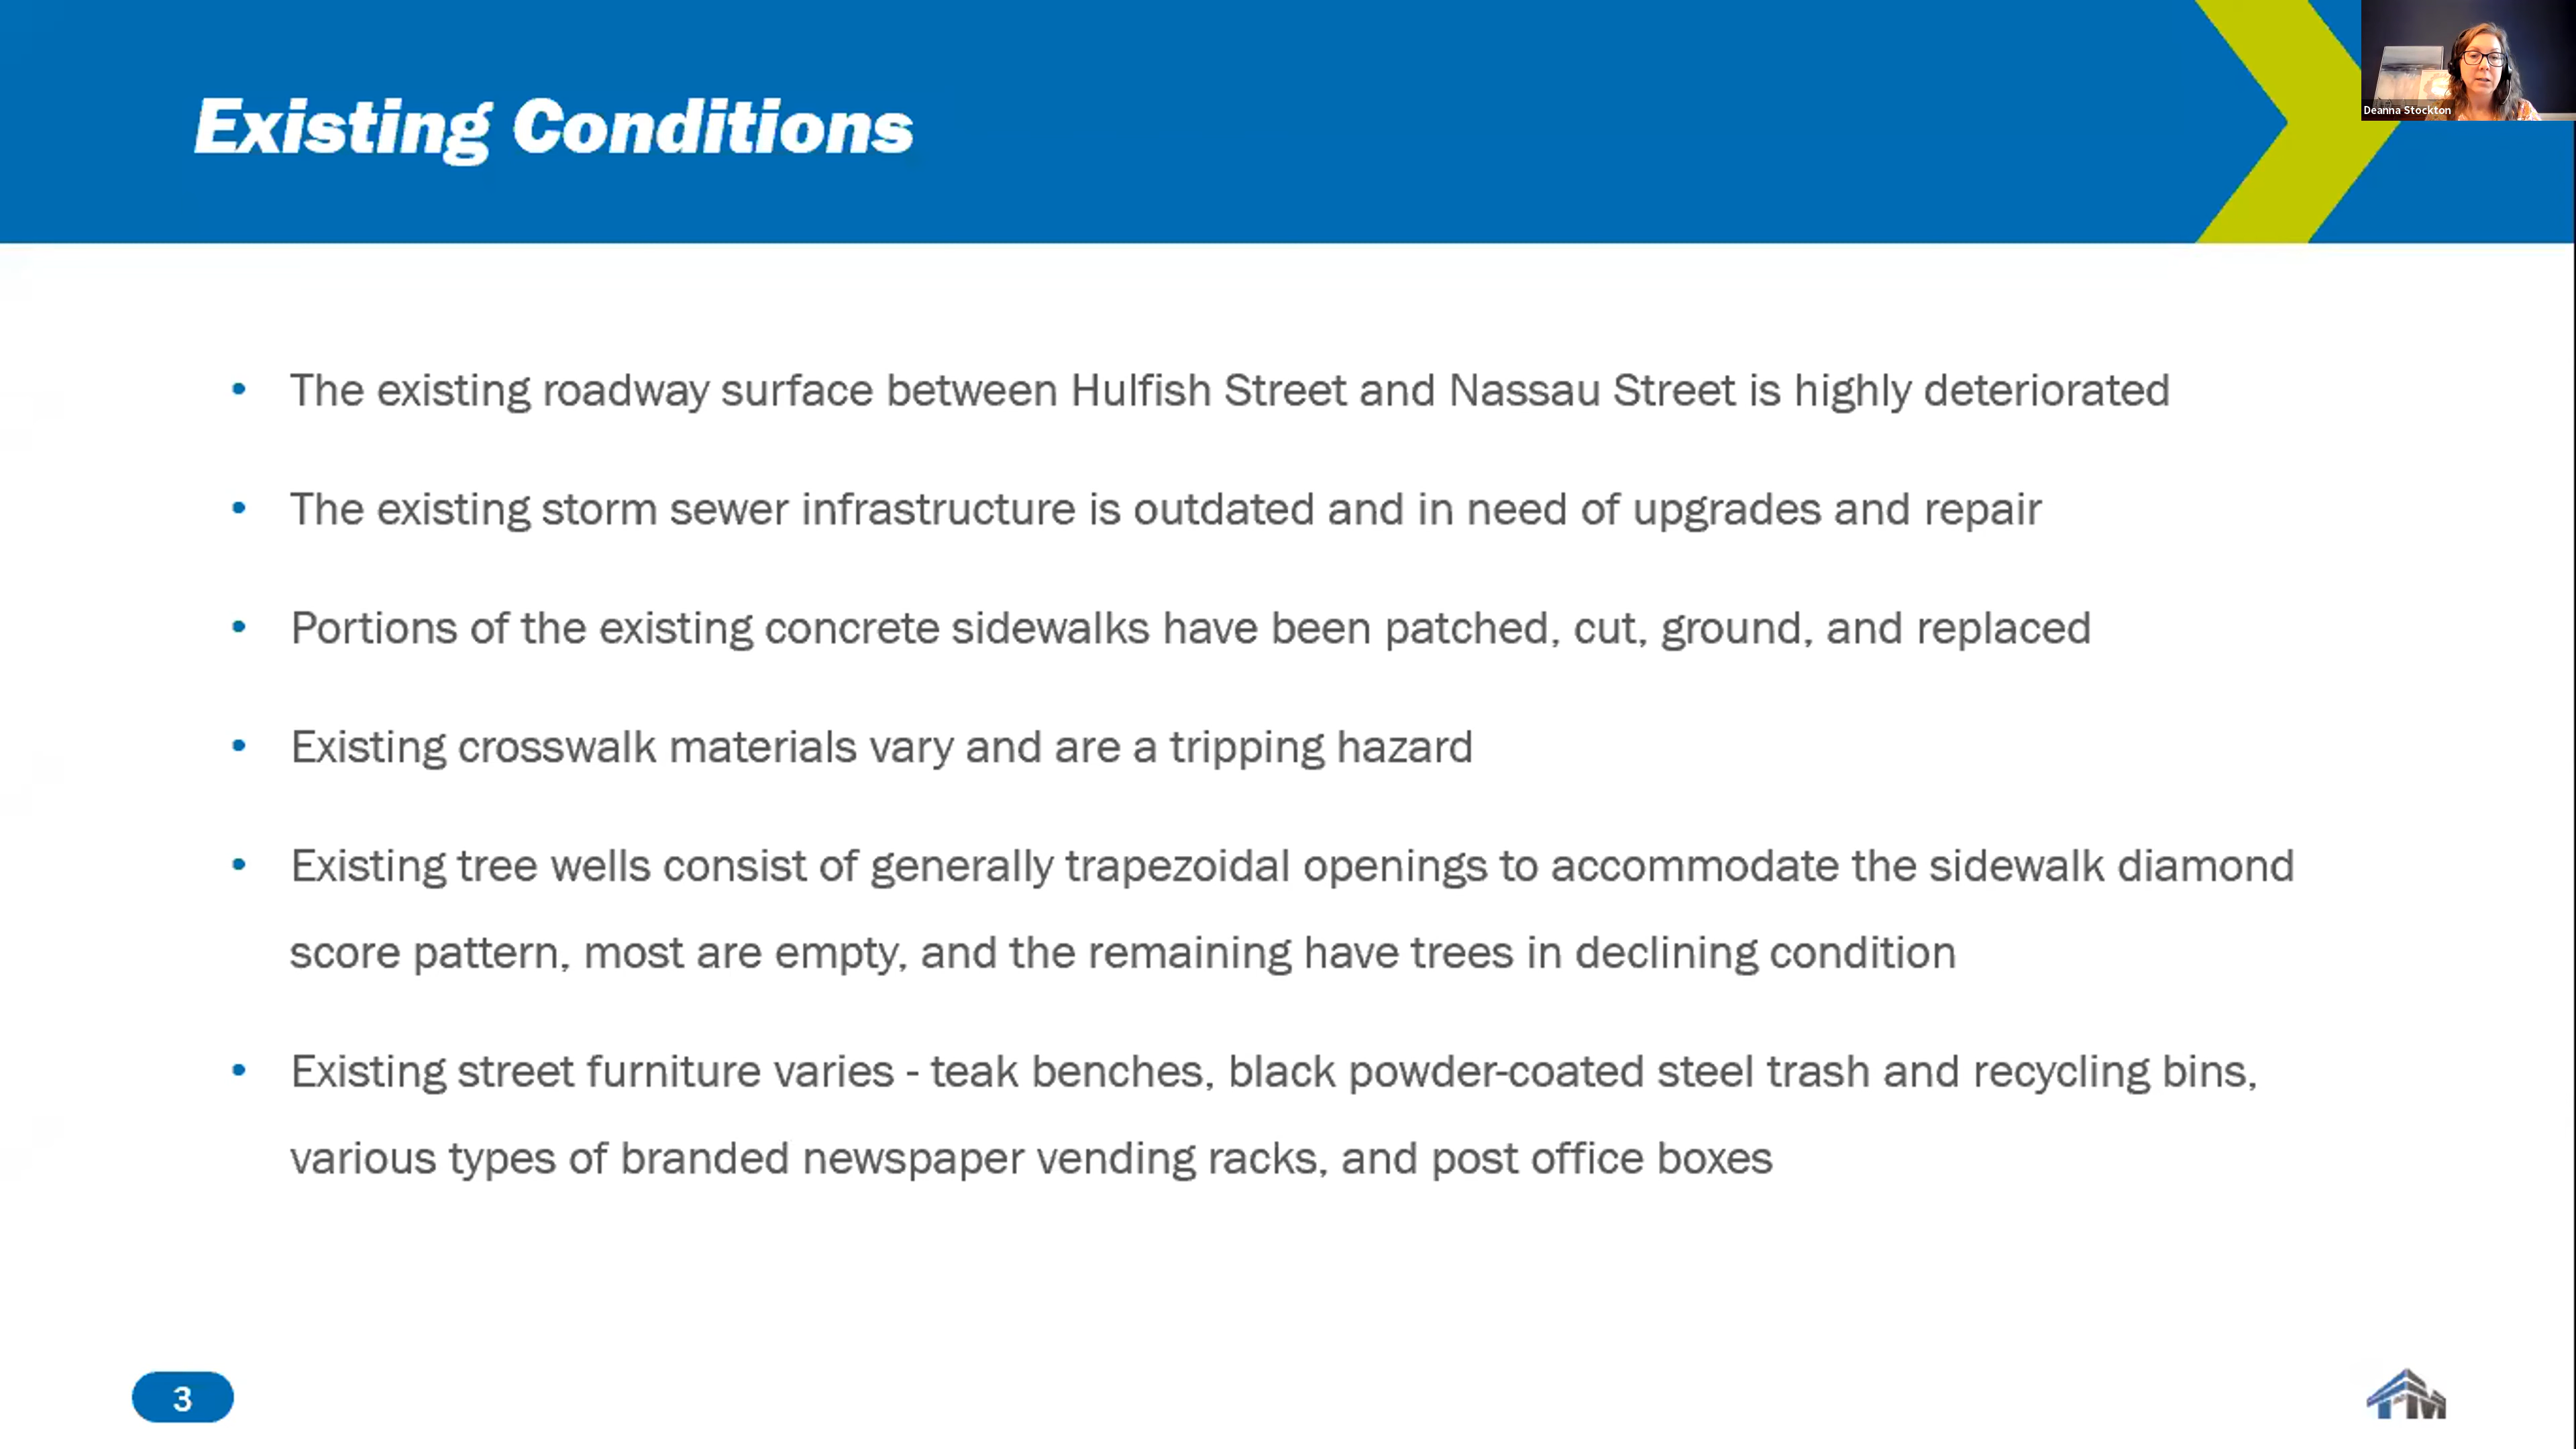 Existing Conditions
Deanna Stockton
• The existing roadway surface between Hulfish Street and Nassau Street is highly deteriorated
• The existing storm sewer infrastructure is outdated and in need of upgrades and repair
• Portions of the existing concrete sidewalks have been patched, cut, ground, and replaced
• Existing crosswalk materials vary and are a tripping hazard
• Existing tree wells consist of generally trapezoidal openings to accommodate the sidewalk diamond
score pattern, most are empty, and the remaining have trees in declining condition
• Existing street furniture varies - teak benches, black powder-coated steel trash and recycling bins,
various types of branded newspaper vending racks, and post office boxes
3